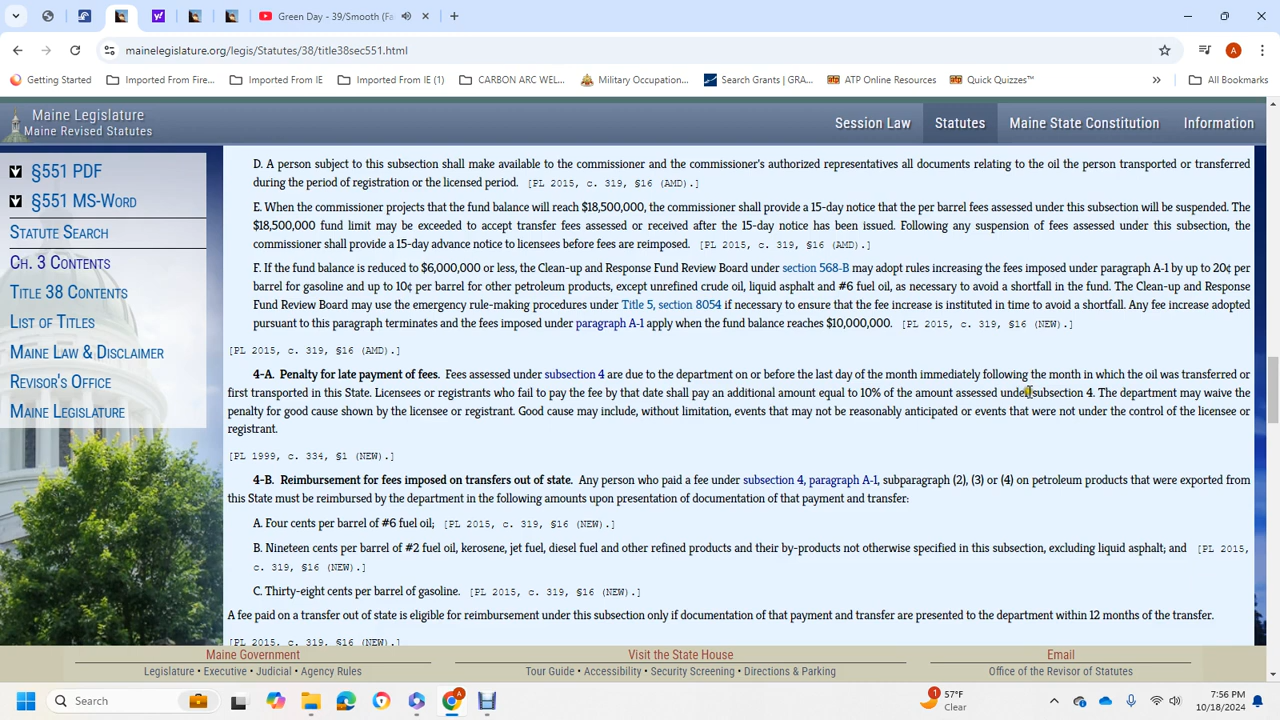 Green Day - 39/Smooth (Fa
mainelegislature.org/legis/Statutes/38/title38sec551.html
A
Getting Started
Imported From Fire...
Imported From IE
Imported From IE (1)
CARBON ARC WEL...
Military Occupation...
Search Grants | GRA...
ATP Online Resources
Quick Quizzes™
All Bookmarks
Maine Legislature
Maine Revised Statutes
Session Law
Statutes
Maine State Constitution
Information
§551 PDF
§551 MS-Word
Statute Search
Ch. 3 Contents
Title 38 Contents
List of Titles
Maine Law & Disclaimer
Revisor's Office
Maine Legislature
D. A person subject to this subsection shall make available to the commissioner and the commissioner's authorized representatives all documents relating to the oil the person transported or transferred
during the period of registration or the licensed period. [PL 2015, c. 319, §16 (AMD).]
E. When the commissioner projects that the fund balance will reach $18,500,000, the commissioner shall provide a 15-day notice that the per barrel fees assessed under this subsection will be suspended. The
$18,500,000 fund limit may be exceeded to accept transfer fees assessed or received after the 15-day notice has been issued. Following any suspension of fees assessed under this subsection, the
commissioner shall provide a 15-day advance notice to licensees before fees are reimposed. [PL 2015, c. 319, §16 (AMD).]
F. If the fund balance is reduced to $6,000,000 or less, the Clean-up and Response Fund Review Board under section 568-B may adopt rules increasing the fees imposed under paragraph A-1 by up to 20¢ per
barrel for gasoline and up to 10¢ per barrel for other petroleum products, except unrefined crude oil, liquid asphalt and #6 fuel oil, as necessary to avoid a shortfall in the fund. The Clean-up and Response
Fund Review Board may use the emergency rule-making procedures under Title 5, section 8054 if necessary to ensure that the fee increase is instituted in time to avoid a shortfall. Any fee increase adopted
pursuant to this paragraph terminates and the fees imposed under paragraph A-1 apply when the fund balance reaches $10,000,000. [PL 2015, c. 319, §16 (NEW).]
[PL 2015, c. 319, §16 (AMD).]
4-A. Penalty for late payment of fees. Fees assessed under subsection 4 are due to the department on or before the last day of the month immediately following the month in which the oil was transferred or
first transported in this State. Licensees or registrants who fail to pay the fee by that date shall pay an additional amount equal to 10% of the amount assessed under subsection 4. The department may waive the
penalty for good cause shown by the licensee or registrant. Good cause may include, without limitation, events that may not be reasonably anticipated or events that were not under the control of the licensee or
registrant.
[PL 1999, c. 334, §1 (NEW).]
4-B. Reimbursement for fees imposed on transfers out of state. Any person who paid a fee under subsection 4, paragraph A-1, subparagraph (2), (3) or (4) on petroleum products that were exported from
this State must be reimbursed by the department in the following amounts upon presentation of documentation of that payment and transfer:
A. Four cents per barrel of #6 fuel oil; [PL 2015, c. 319, §16 (NEW).]
B. Nineteen cents per barrel of #2 fuel oil, kerosene, jet fuel, diesel fuel and other refined products and their by-products not otherwise specified in this subsection, excluding liquid asphalt; and [PL 2015,
c. 319, §16 (NEW).]
C. Thirty-eight cents per barrel of gasoline. [PL 2015, c. 319, §16 (NEW).]
A fee paid on a transfer out of state is eligible for reimbursement under this subsection only if documentation of that payment and transfer are presented to the department within 12 months of the transfer.
[PL 2015, c. 319, §16 (NEW).]
Maine Government
Legislature • Executive • Judicial • Agency Rules
Visit the State House
Tour Guide • Accessibility • Security Screening • Directions & Parking
Email
Office of the Revisor of Statutes
Search
1
57°F
Clear
7:56 PM
10/18/2024